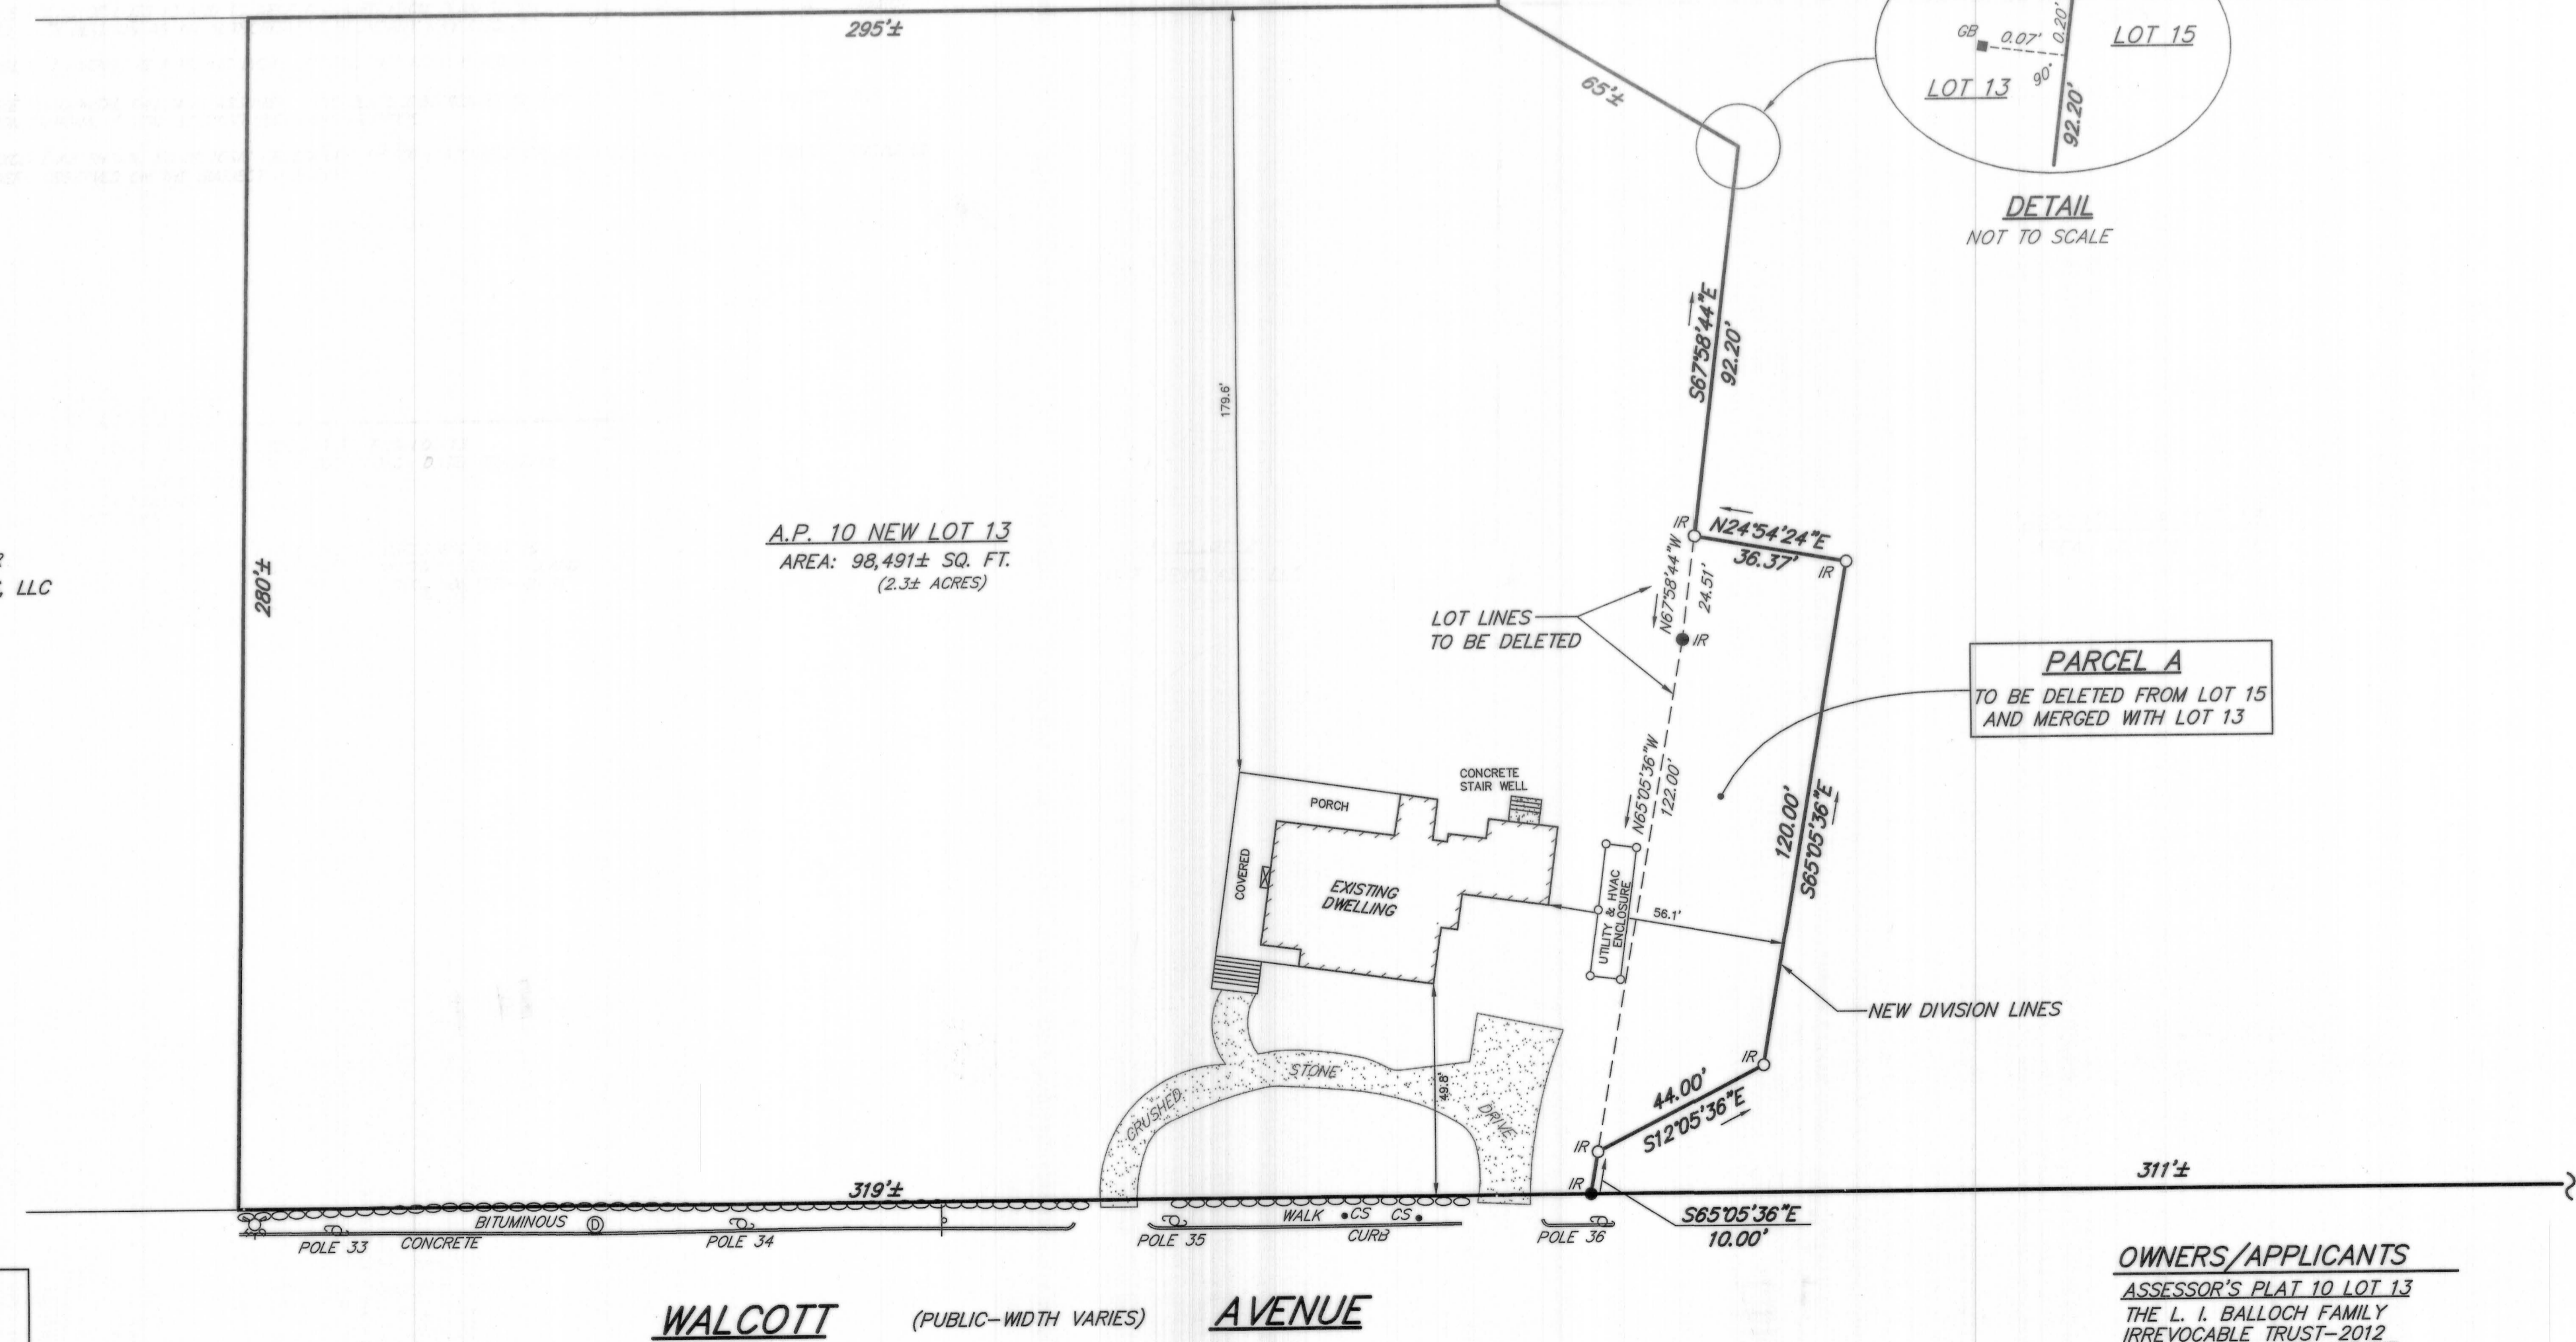 295'±
65'±
GB
0.07'
0.20'
LOT 15
90°
LOT 13
92.20'
DETAIL
NOT TO SCALE
179.6'
S67°58'44"E
92.20'
280'±
, LLC
A.P. 10 NEW LOT 13
AREA: 98,491± SQ. FT.
(2.3± ACRES)
IR
N24°54'24"E
36.37'
IR
N67°58'44"W
24.51'
IR
LOT LINES
TO BE DELETED
PARCEL A
TO BE DELETED FROM LOT 15
AND MERGED WITH LOT 13
N65°05'36"W
122.00'
120.00'
S65°05'36"E
CONCRETE
STAIR WELL
PORCH
COVERED
EXISTING
DWELLING
UTILITY & HVAC
ENCLOSURE
56.1'
NEW DIVISION LINES
IR
44.00'
S12°05'36"E
IR
IR
STONE
CRUSHED
DRIVE
49.8'
319'±
311'±
S65°05'36"E
10.00'
BITUMINOUS
D
WALK
CS
CS
POLE 33
CONCRETE
POLE 34
POLE 35
CURB
POLE 36
WALCOTT (PUBLIC-WIDTH VARIES) AVENUE
OWNERS/APPLICANTS
ASSESSOR'S PLAT 10 LOT 13
THE L. I. BALLOCH FAMILY
IRREVOCABLE TRUST-2012